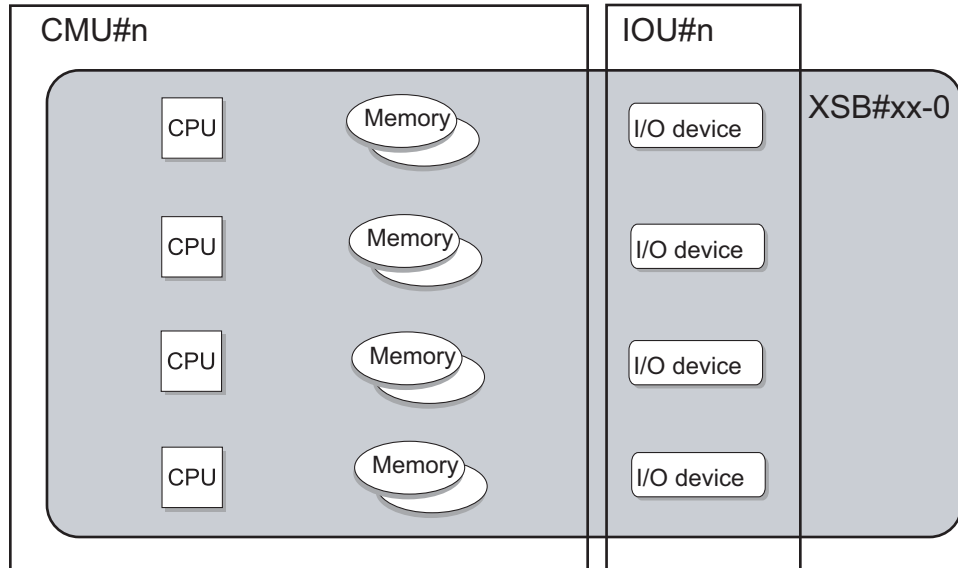 CMU#n
IOU#n
XSB#xx-0
CPU
Memory
I/O device
CPU
Memory
I/O device
CPU
Memory
I/O device
CPU
Memory
I/O device